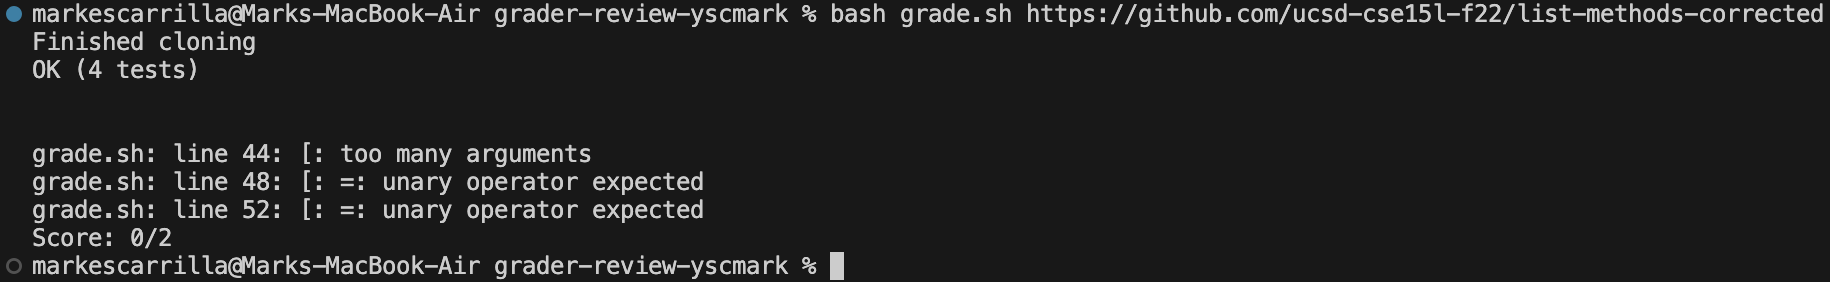 markescarrilla@Marks-MacBook-Air grader-review-yscmark % bash grade.sh https://github.com/ucsd-cse15l-f22/list-methods-corrected
Finished cloning
OK (4 tests)
grade.sh: line 44: [: too many arguments
grade.sh: line 48: [: =: unary operator expected
grade.sh: line 52: [: =: unary operator expected
Score: 0/2
markescarrilla@Marks-MacBook-Air grader-review-yscmark %